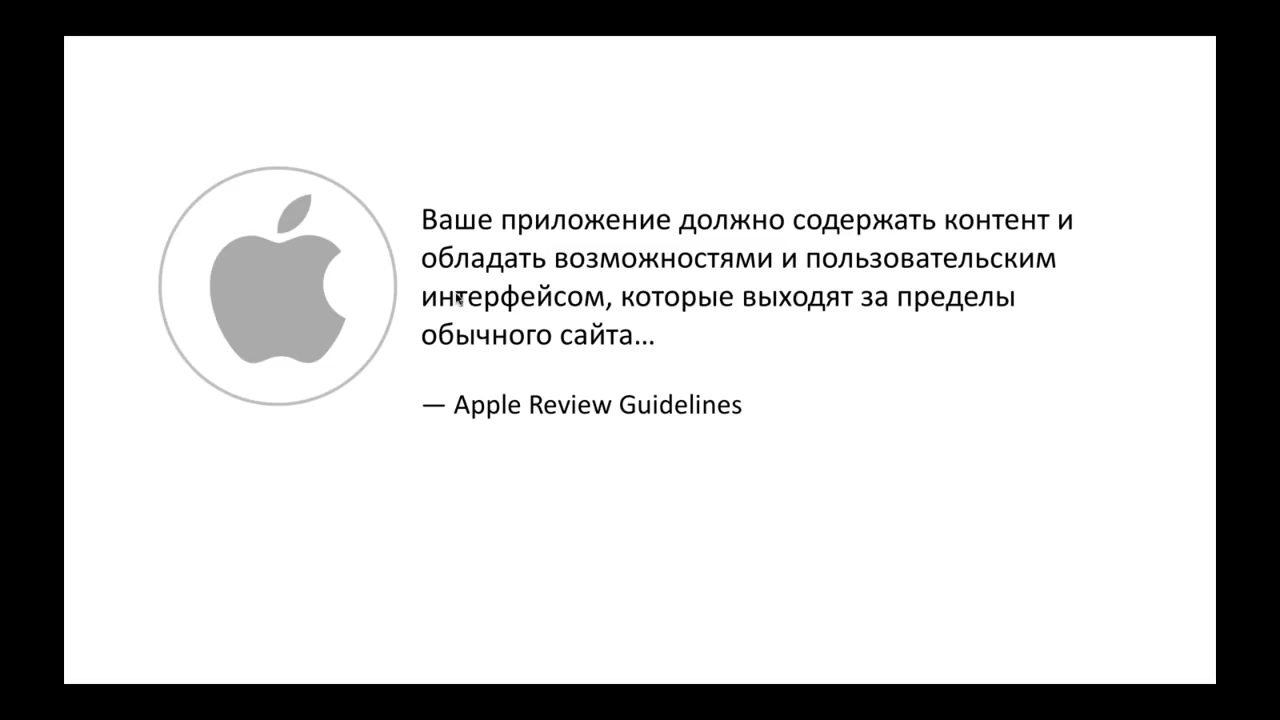 Ваше приложение должно содержать контент и
обладать возможностями и пользовательским
интерфейсом, которые выходят за пределы
обычного сайта…
— Apple Review Guidelines